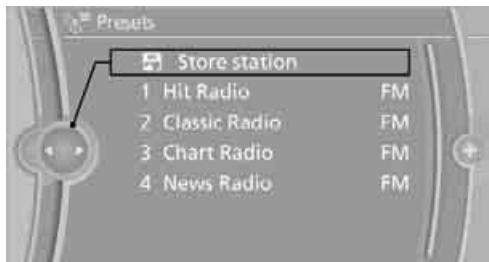 Presets
Store station
1 Hit Radio FM
2 Classic Radio FM
3 Chart Radio FM
4 News Radio FM